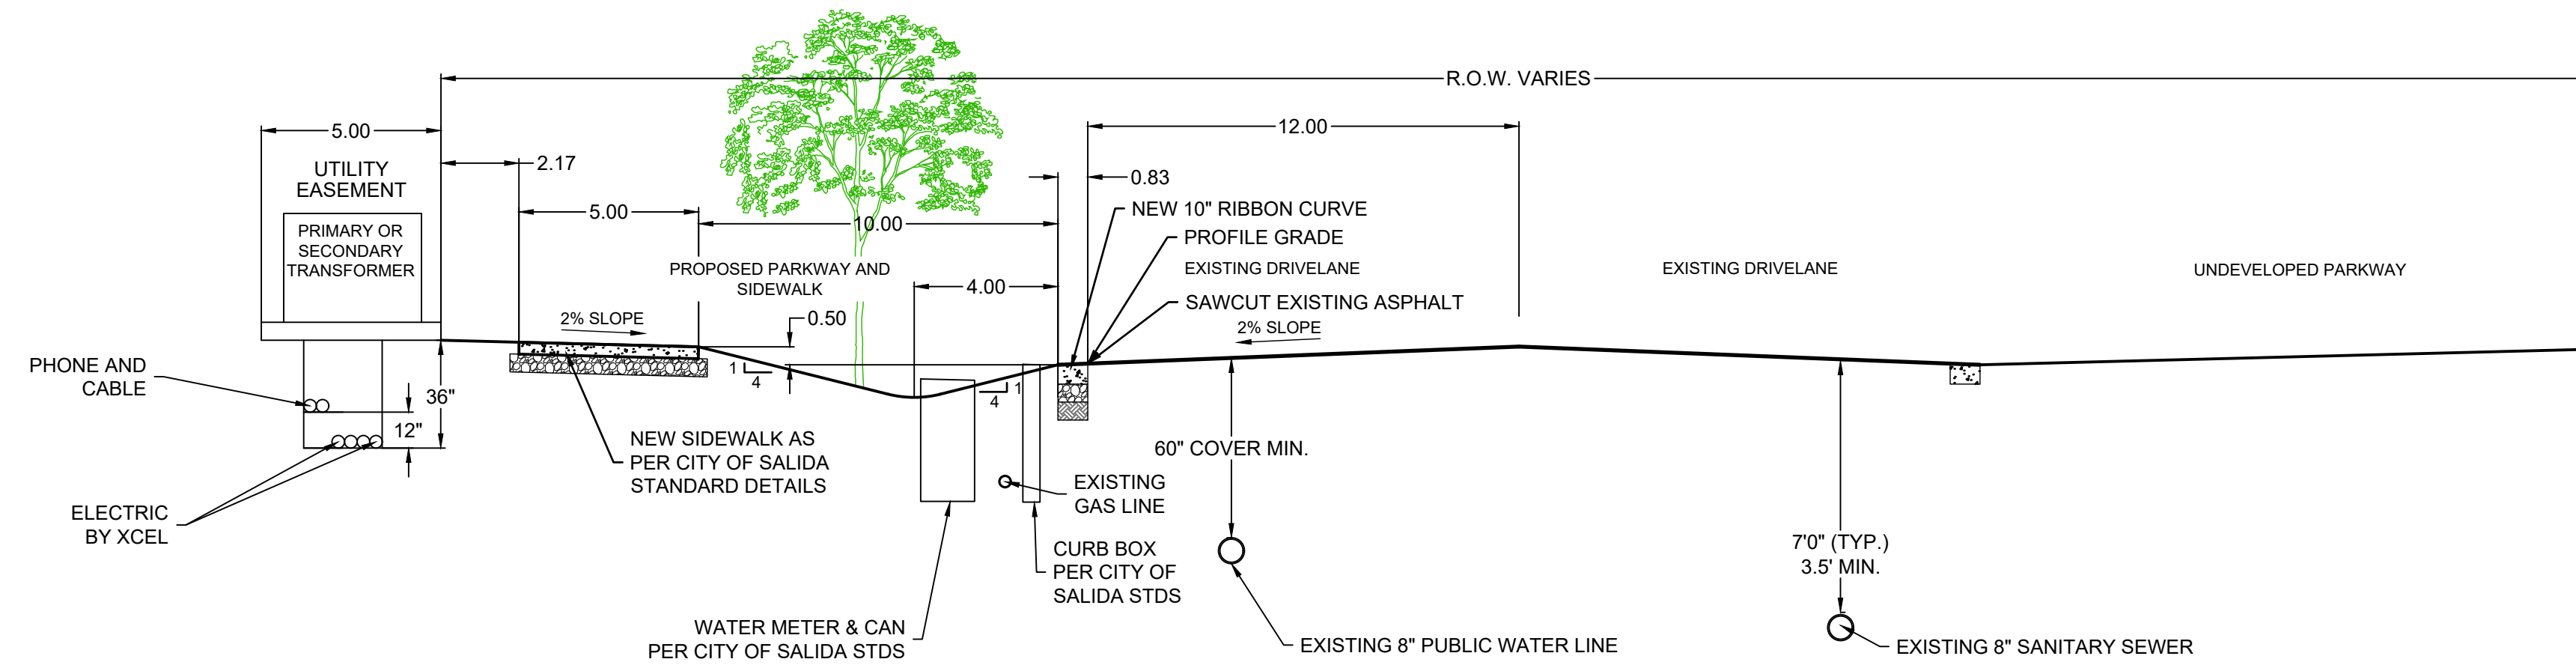 R.O.W. VARIES
5.00
12.00
UTILITY
EASEMENT
2.17
0.83
PRIMARY OR
SECONDARY
TRANSFORMER
5.00
10.00
NEW 10" RIBBON CURVE
PROFILE GRADE
PROPOSED PARKWAY AND
SIDEWALK
EXISTING DRIVELANE
EXISTING DRIVELANE
UNDEVELOPED PARKWAY
4.00
SAWCUT EXISTING ASPHALT
2% SLOPE
0.50
2% SLOPE
PHONE AND
CABLE
36"
12"
1
4
1
4
NEW SIDEWALK AS
PER CITY OF SALIDA
STANDARD DETAILS
60" COVER MIN.
EXISTING
GAS LINE
ELECTRIC
BY XCEL
CURB BOX
PER CITY OF
SALIDA STDS
7'0" (TYP.)
3.5' MIN.
WATER METER & CAN
PER CITY OF SALIDA STDS
EXISTING 8" PUBLIC WATER LINE
EXISTING 8" SANITARY SEWER